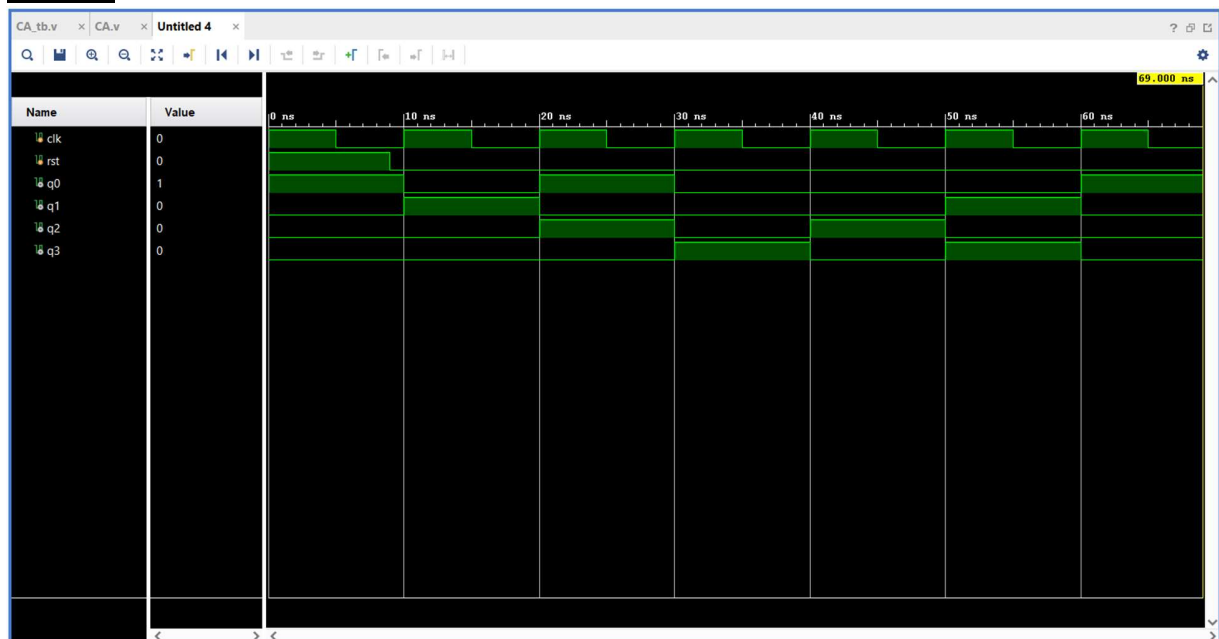 CA_tb.v × CA.v × Untitled 4 × ?
69.000 ns
Name Value 0 ns 10 ns 20 ns 30 ns 40 ns 50 ns 60 ns
clk 0
rst 0
q0 1
q1 0
q2 0
q3 0